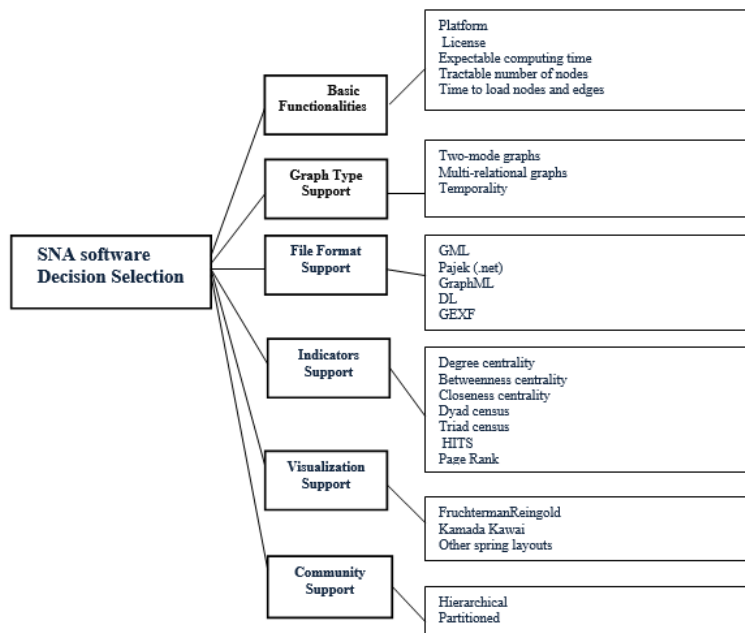 Platform
License
Expectable computing time
Tractable number of nodes
Time to load nodes and edges
Basic
Functionalities
Two-mode graphs
Multi-relational graphs
Temporality
Graph Type
Support
SNA software
Decision Selection
File Format
Support
GML
Pajek (.net)
GraphML
DL
GEXF
Indicators
Support
Degree centrality
Betweenness centrality
Closeness centrality
Dyad census
Triad census
HITS
Page Rank
Visualization
Support
FruchtermanReingold
Kamada Kawai
Other spring layouts
Community
Support
Hierarchical
Partitioned